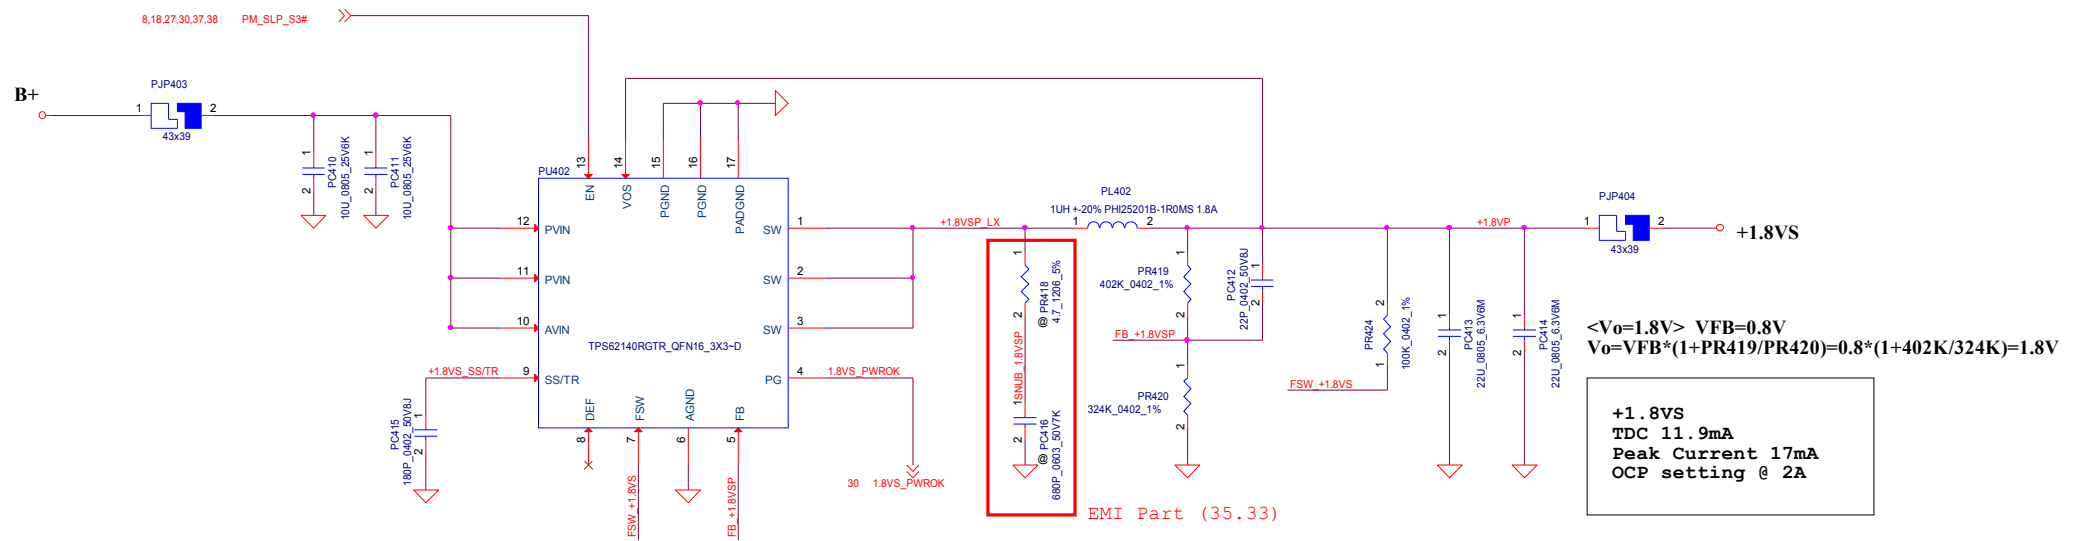 8,18,27,30,37,38 PM_SLP_S3#
B+
PJP403
1 2
43x39
1
2
PC410
10U_0805_25V6K
1
2
PC411
10U_0805_25V6K
PU402
13
EN
14
VOS
15
PGND
16
PGND
17
PADGND
12 PVIN
11 PVIN
10 AVIN
9 SS/TR
SW 1
SW 2
SW 3
PG 4
TPS62140RGTR_QFN16_3X3~D
DEF
8
FSW
7
AGND
6
FB
5
+1.8VS_SS/TR
1
2
PC415
180P_0402_50V8J
FSW_+1.8VS
FB_+1.8VSP
1.8VS_PWROK
30 1.8VS_PWROK
+1.8VSP_LX
1
2
@ PR418
4.7_1206_5%
SNUB_1.8VSP
1
2
@ PC416
680P_0603_50V7K
EMI Part (35.33)
PL402
1UH +-20% PHI25201B-1R0MS 1.8A
1 2
1
PR419
402K_0402_1%
2
FB_+1.8VSP
1
PR420
324K_0402_1%
2
1
2
PC412
22P_0402_50V8J
2
1
PR424
100K_0402_1%
FSW_+1.8VS
1
2
PC413
22U_0805_6.3V6M
+1.8VP
1
2
PC414
22U_0805_6.3V6M
PJP404
1 2
43x39
+1.8VS
<Vo=1.8V> VFB=0.8V
Vo=VFB*(1+PR419/PR420)=0.8*(1+402K/324K)=1.8V
+1.8VS
TDC 11.9mA
Peak Current 17mA
OCP setting @ 2A